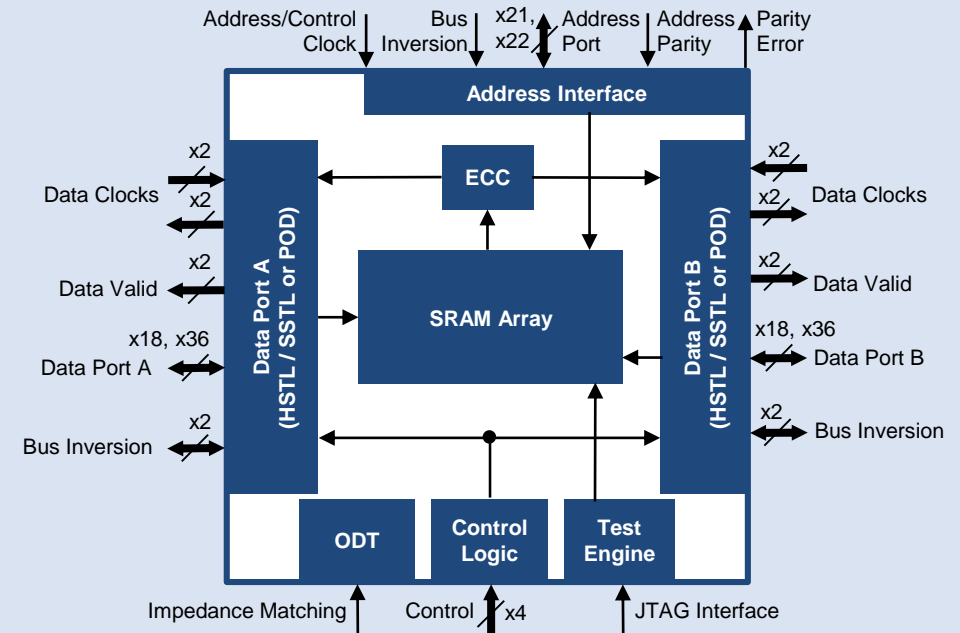 Address/Control Clock
Bus Inversion
x21, x22
Address Port
Address Parity
Parity Error
Address Interface
x2
Data Clocks
x2
x2
Data Valid
x18, x36
Data Port A
x2
Bus Inversion
Data Port A
(HSTL / SSTL or POD)
ECC
SRAM Array
Data Port B
(HSTL / SSTL or POD)
x2
Data Clocks
x2
x2
Data Valid
x18, x36
Data Port B
x2
Bus Inversion
ODT
Control Logic
Test Engine
Impedance Matching
Control
x4
JTAG Interface